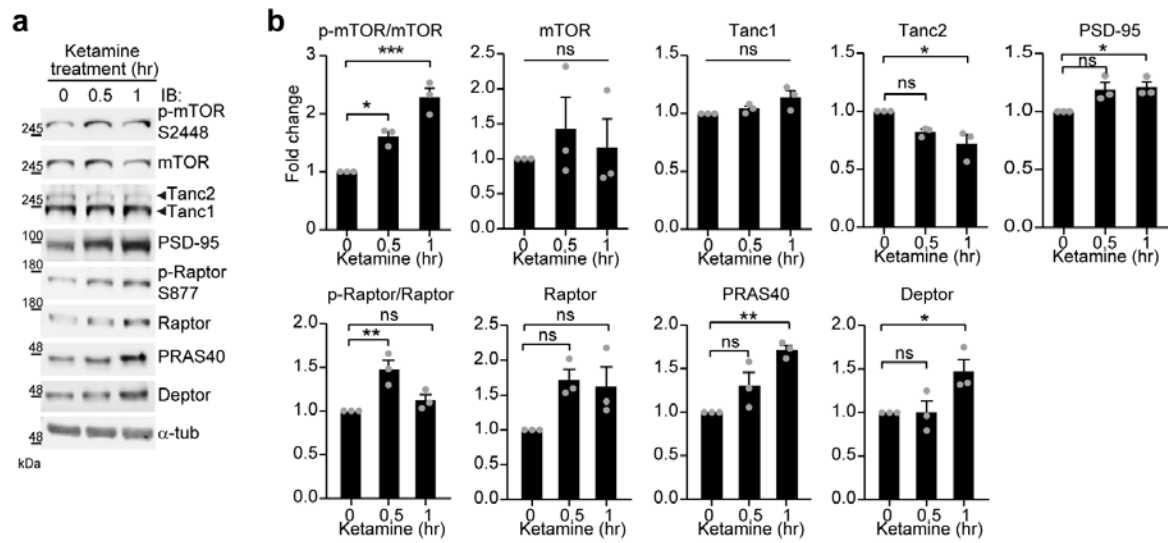 a
Ketamine
treatment (hr)
0 0.5 1 IB:
245
p-mTOR
S2448
245
mTOR
245
Tanc2
Tanc1
100
PSD-95
180
p-Raptor
S877
180
Raptor
48
PRAS40
48
Deptor
48
α-tub
kDa
b
p-mTOR/mTOR
***
*
Fold change
3
2
1
0
0 0.5 1
Ketamine (hr)
mTOR
ns
2.5
2.0
1.5
1.0
0.5
0.0
0 0.5 1
Ketamine (hr)
Tanc1
ns
1.5
1.0
0.5
0.0
0 0.5 1
Ketamine (hr)
Tanc2
*
ns
1.5
1.0
0.5
0.0
0 0.5 1
Ketamine (hr)
PSD-95
*
ns
1.5
1.0
0.5
0.0
0 0.5 1
Ketamine (hr)
p-Raptor/Raptor
ns
**
2.0
1.5
1.0
0.5
0.0
0 0.5 1
Ketamine (hr)
Raptor
ns
ns
2.5
2.0
1.5
1.0
0.5
0.0
0 0.5 1
Ketamine (hr)
PRAS40
**
ns
2.0
1.5
1.0
0.5
0.0
0 0.5 1
Ketamine (hr)
Deptor
*
ns
2.0
1.5
1.0
0.5
0.0
0 0.5 1
Ketamine (hr)